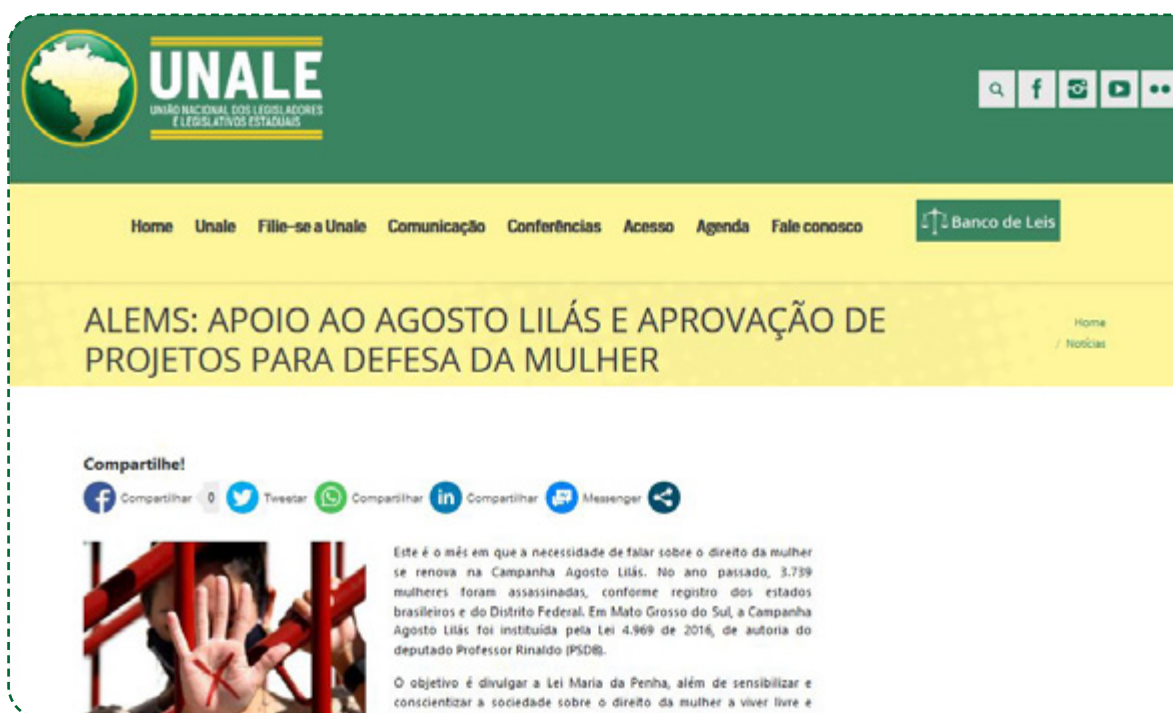 UNALE
UNIÃO NACIONAL DOS LEGISLADORES
E LEGISLATIVOS ESTADUAIS
Home Unale Filie-se a Unale Comunicação Conferências Acesso Agenda Fale conosco Banco de Leis
ALEMS: APOIO AO AGOSTO LILÁS E APROVAÇÃO DE
PROJETOS PARA DEFESA DA MULHER
Home
/ Notícias
Compartilhe!
Compartilhar 0 Tweetar Compartilhar Compartilhar Messenger
Este é o mês em que a necessidade de falar sobre o direito da mulher
se renova na Campanha Agosto Lilás. No ano passado, 3.739
mulheres foram assassinadas, conforme registro dos estados
brasileiros e do Distrito Federal. Em Mato Grosso do Sul, a Campanha
Agosto Lilás foi instituída pela Lei 4.969 de 2016, de autoria do
deputado Professor Rinaldo (PSDB).
O objetivo é divulgar a Lei Maria da Penha, além de sensibilizar e
conscientizar a sociedade sobre o direito da mulher a viver livre e